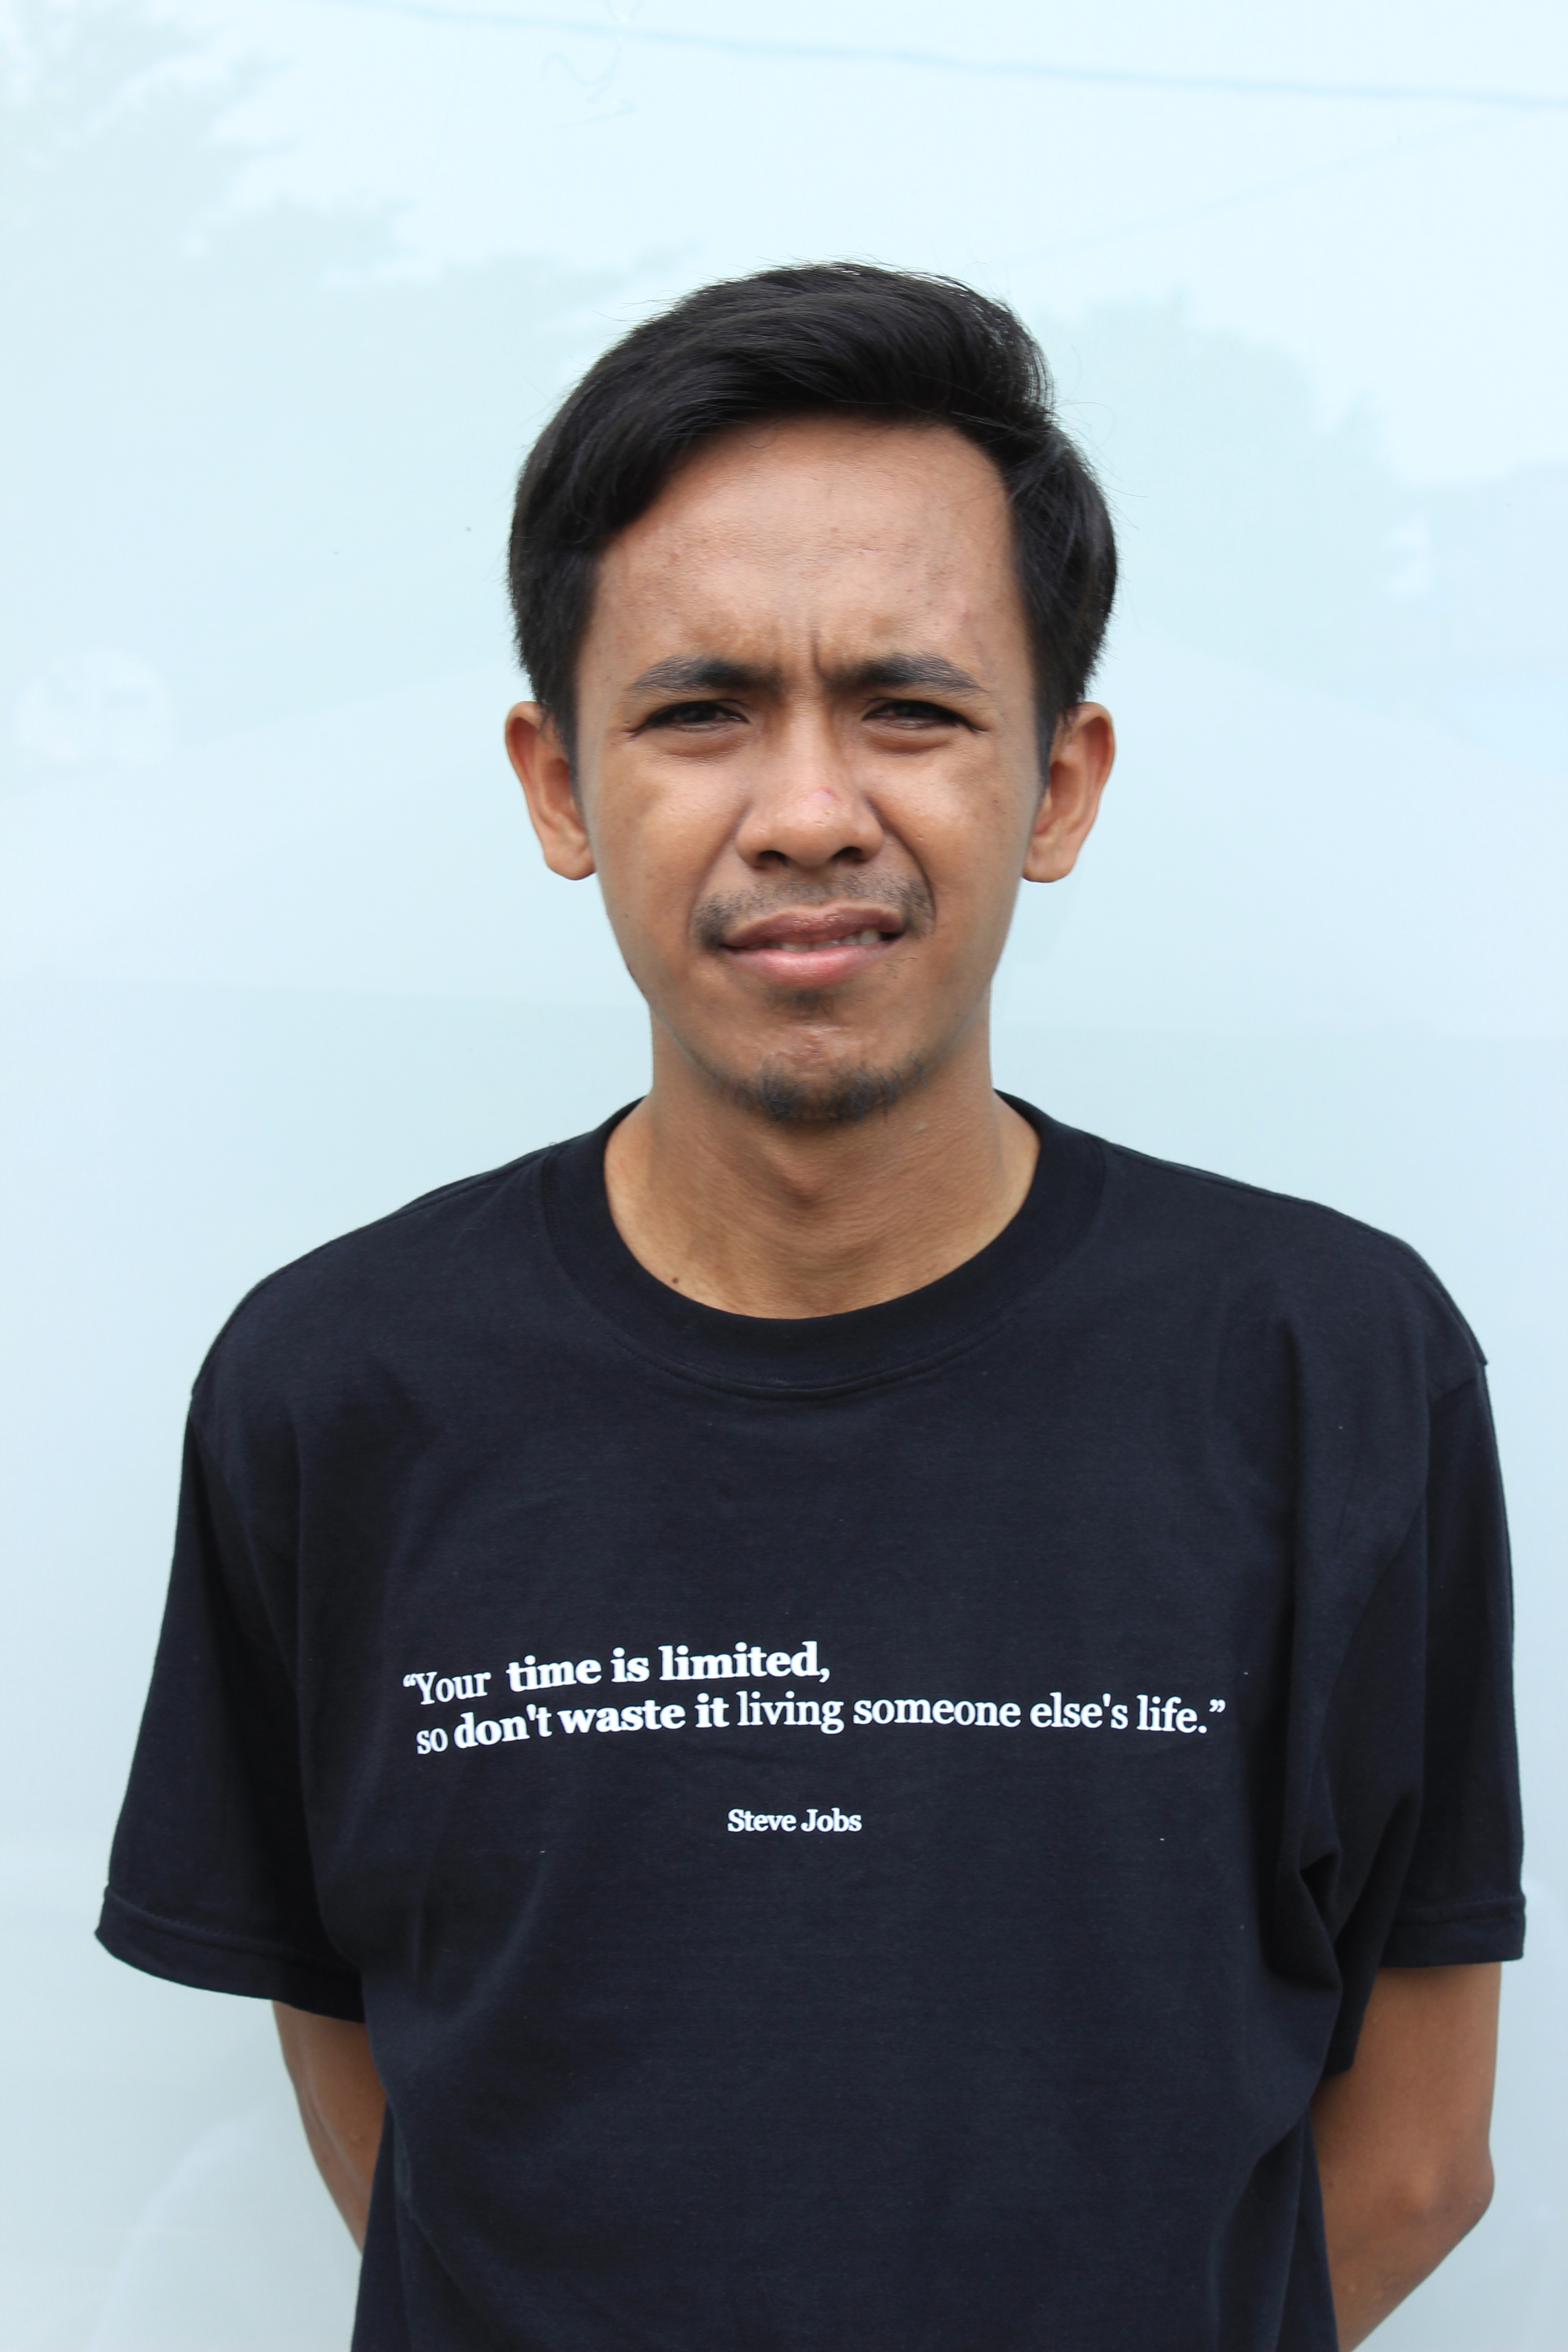 “Your time is limited,
so don't waste it living someone else's life.”
Steve Jobs